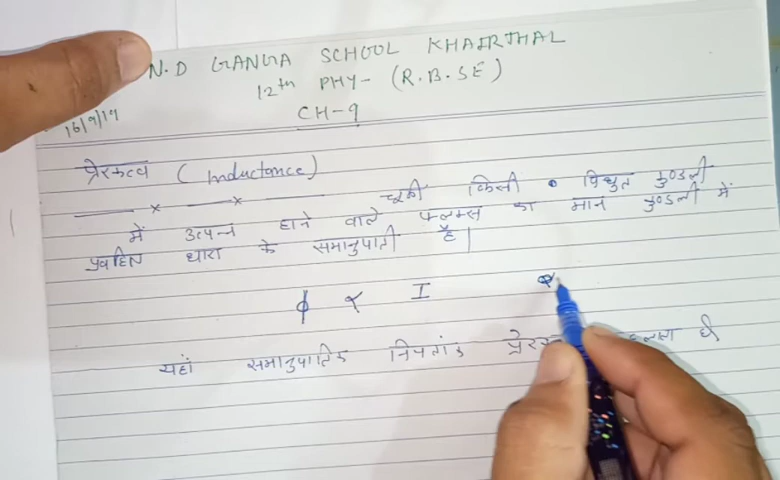 N.D GANGA SCHOOL KHAIRTHAL
12th PHY- (R.B.SE)
16/9/19
CH-9
प्रेरकत्व (Inductance)
चूकी किसी विधुत कुण्डली
में उत्पन्न होने वाले फ्लक्स का मान कुण्डली में
प्रवाहित धारा के समानुपाती है।
ϕ ∝ I
यहां समानुपातिक नियतांक